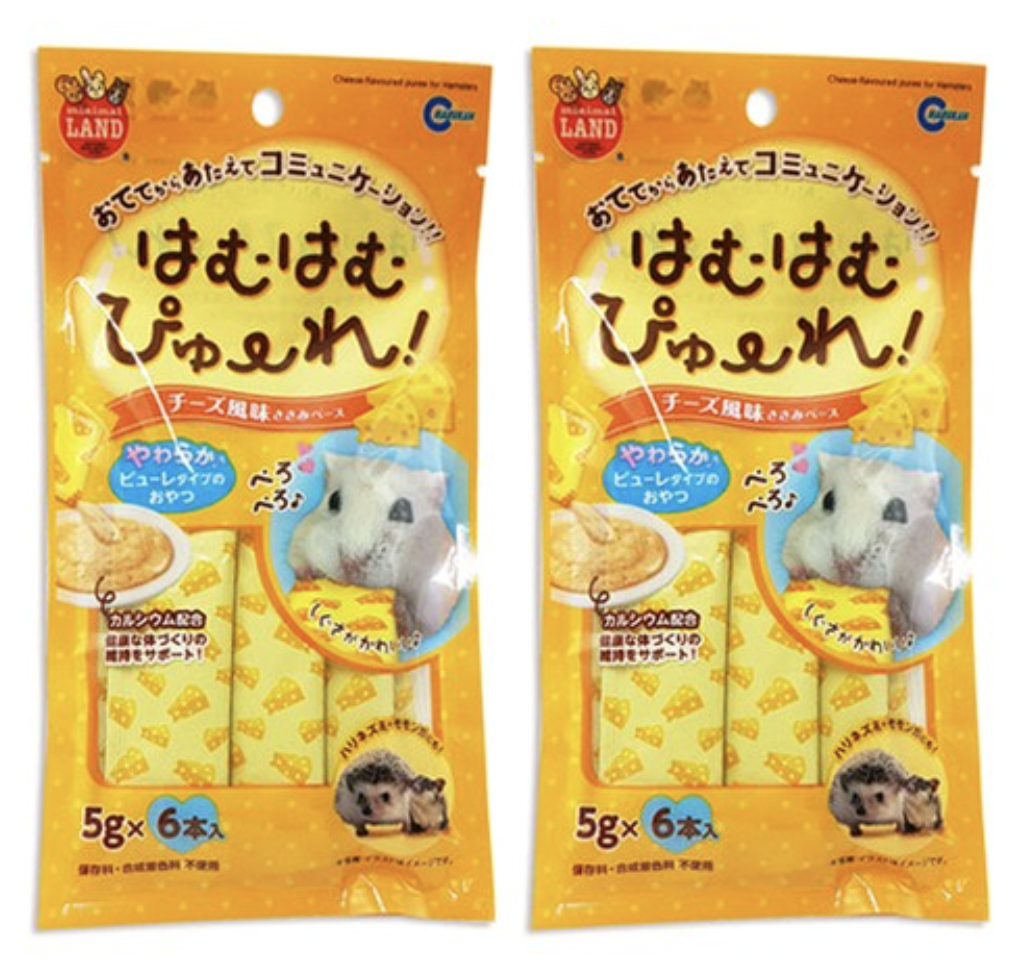 Cheese flavoured puree for Hamsters
minimal
LAND
MARUKAN
おててからあたえてコミュニケーション!!
はむはむ
ぴゅ〜れ!
チーズ風味ささみベース
やわらか
ピューレタイプの
おやつ
ぺろ
ぺろ♪
カルシウム配合
健康な体づくりの
維持をサポート!
しぐさがかわいい♪
ハリネズミ・モモンガにも!
5g×6本入
保存料・合成着色料 不使用
Cheese flavoured puree for Hamsters
minimal
LAND
MARUKAN
おててからあたえてコミュニケーション!!
はむはむ
ぴゅ〜れ!
チーズ風味ささみベース
やわらか
ピューレタイプの
おやつ
ぺろ
ぺろ♪
カルシウム配合
健康な体づくりの
維持をサポート!
しぐさがかわいい♪
ハリネズミ・モモンガにも!
5g×6本入
保存料・合成着色料 不使用